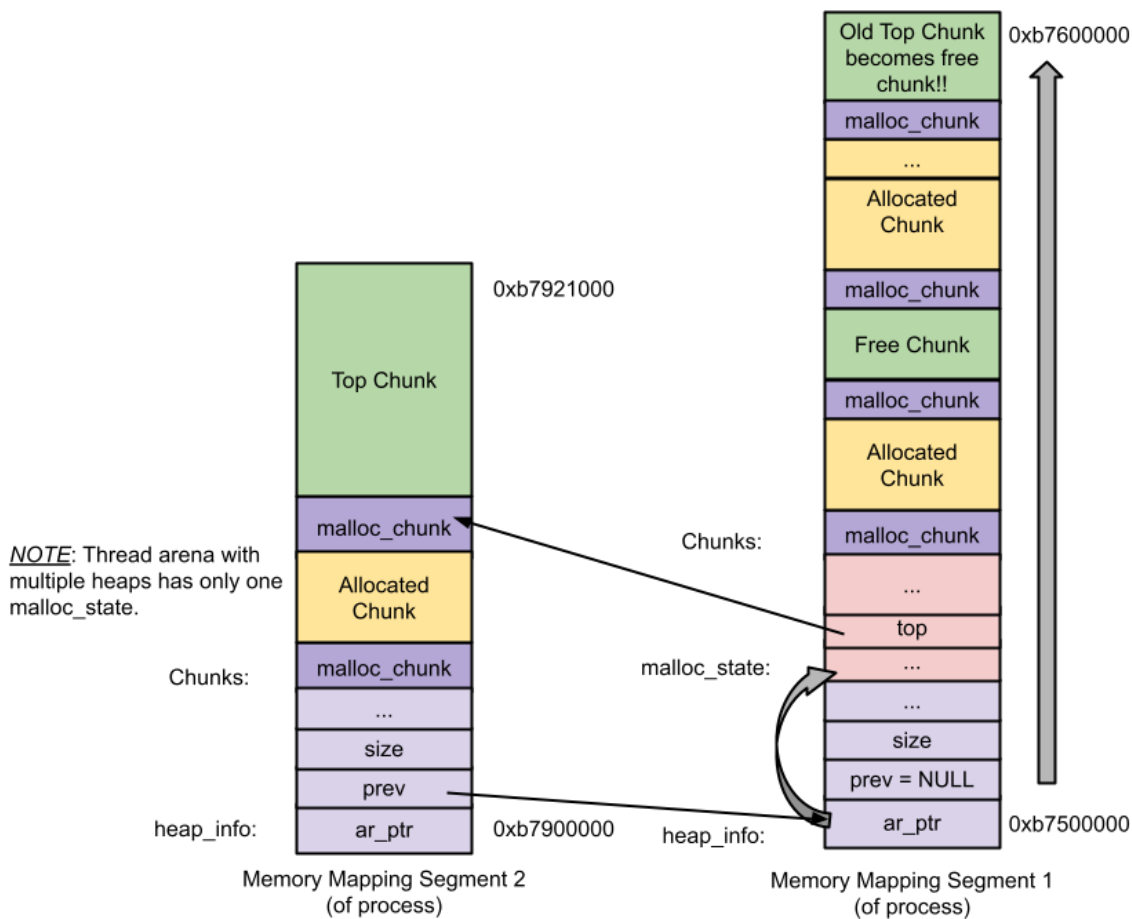 0xb7921000
Top Chunk
malloc_chunk
NOTE: Thread arena with
multiple heaps has only one
malloc_state.
Allocated
Chunk
malloc_chunk
Chunks:
...
size
prev
heap_info:
ar_ptr
0xb7900000
Memory Mapping Segment 2
(of process)
Old Top Chunk
becomes free
chunk!!
0xb7600000
malloc_chunk
...
Allocated
Chunk
malloc_chunk
Free Chunk
malloc_chunk
Allocated
Chunk
Chunks:
malloc_chunk
...
top
malloc_state:
...
...
size
prev = NULL
heap_info:
ar_ptr
0xb7500000
Memory Mapping Segment 1
(of process)